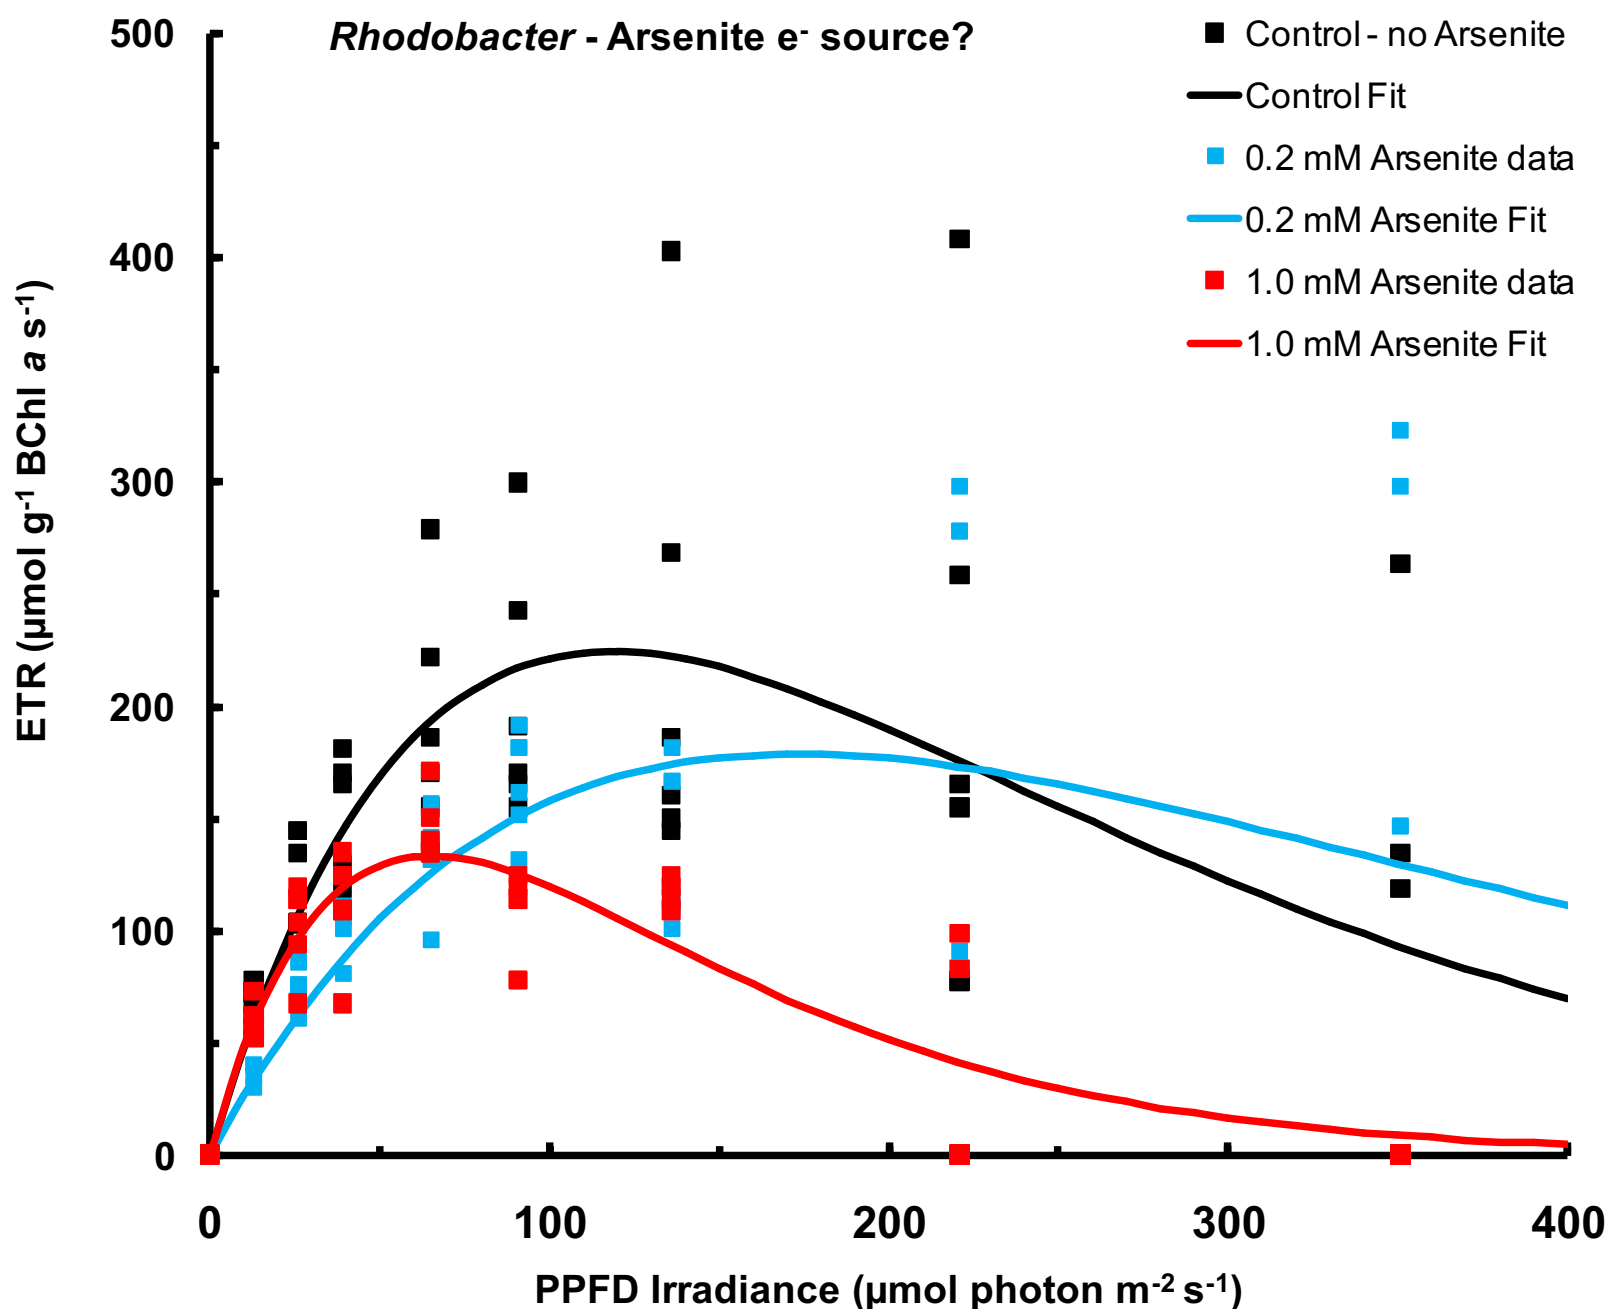 Rhodobacter - Arsenite e⁻ source?
Control - no Arsenite
Control Fit
0.2 mM Arsenite data
0.2 mM Arsenite Fit
1.0 mM Arsenite data
1.0 mM Arsenite Fit
ETR (µmol g⁻¹ BChl a s⁻¹)
500
400
300
200
100
0
0 100 200 300 400
PPFD Irradiance (µmol photon m⁻² s⁻¹)